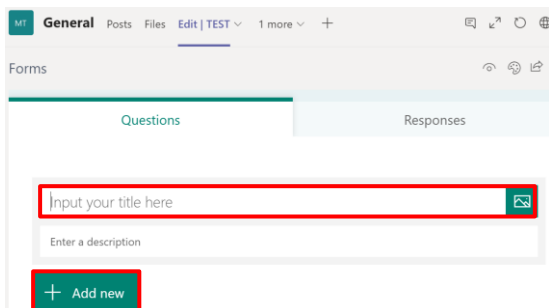 MT General Posts Files Edit | TEST 1 more
Forms
Questions Responses
Input your title here
Enter a description
Add new